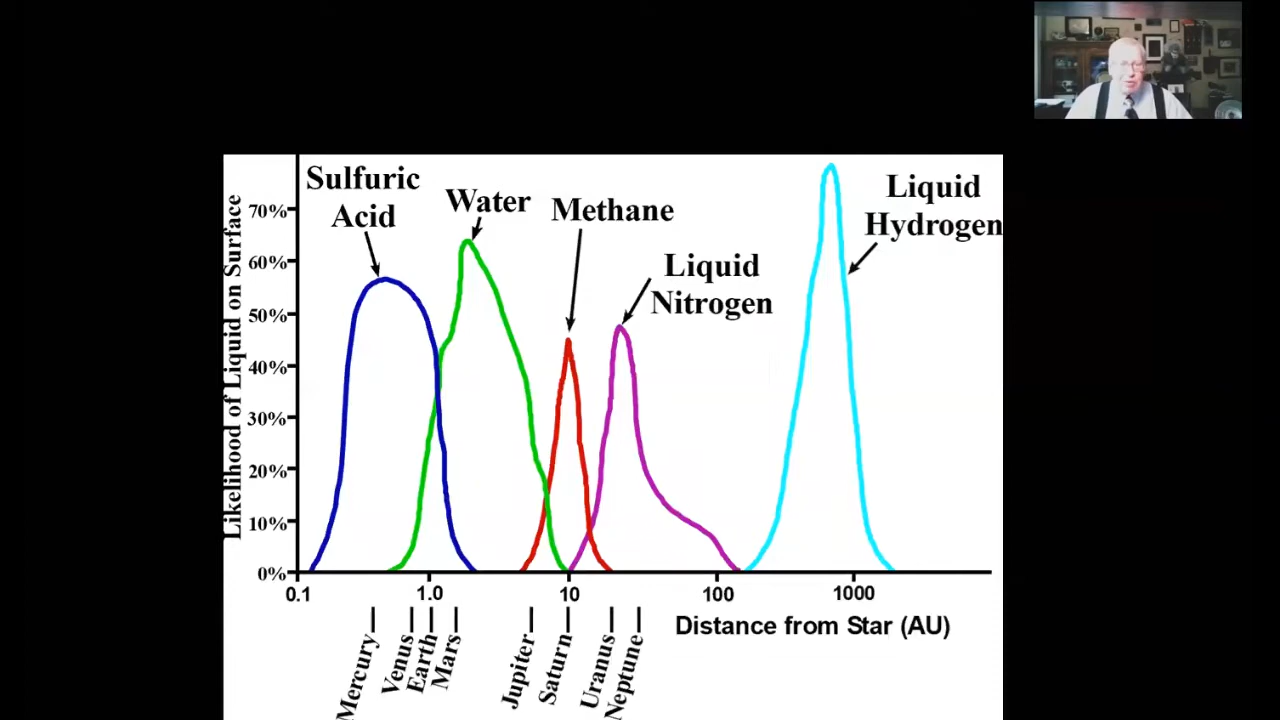 Sulfuric
Acid
Water
Methane
Liquid
Nitrogen
Liquid
Hydrogen
Likelihood of Liquid on Surface
70%
60%
50%
40%
30%
20%
10%
0%
0.1
1.0
10
100
1000
Distance from Star (AU)
Mercury
Venus
Earth
Mars
Jupiter
Saturn
Uranus
Neptune